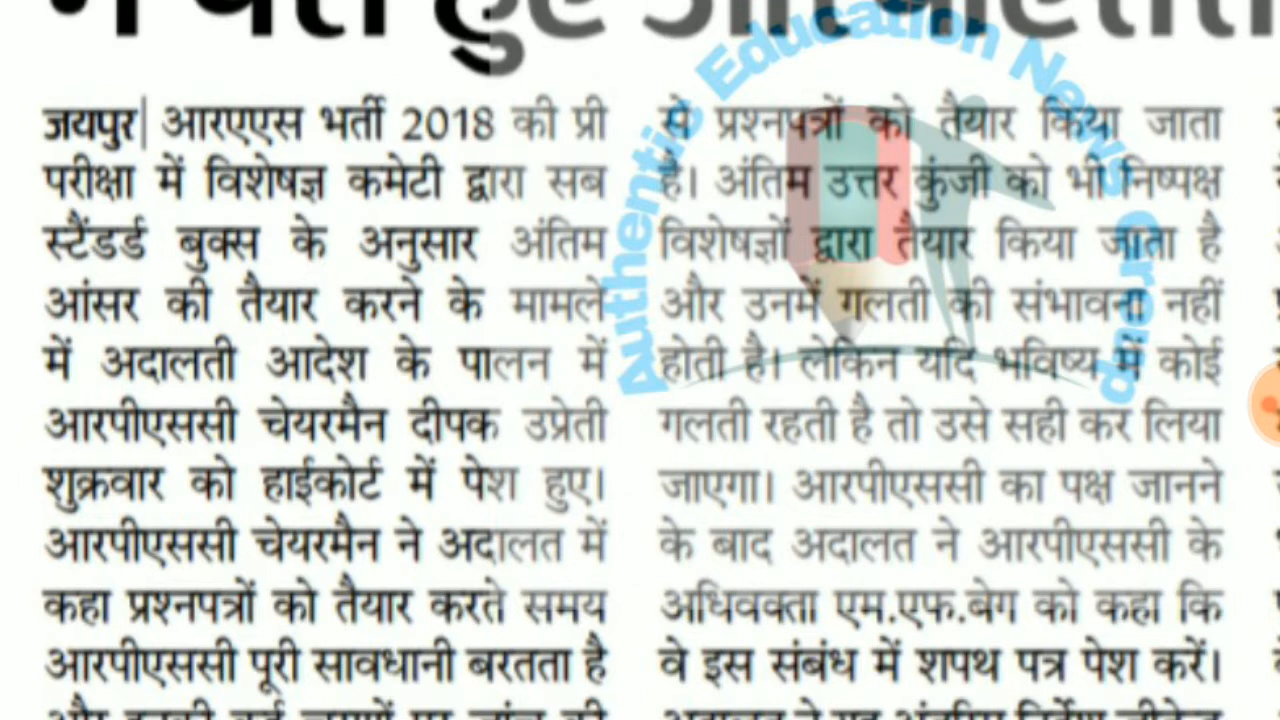 जयपुर| आरएएस भर्ती 2018 की प्री
परीक्षा में विशेषज्ञ कमेटी द्वारा सब
स्टैंडर्ड बुक्स के अनुसार अंतिम
आंसर की तैयार करने के मामले
में अदालती आदेश के पालन में
आरपीएससी चेयरमैन दीपक उप्रेती
शुक्रवार को हाईकोर्ट में पेश हुए।
आरपीएससी चेयरमैन ने अदालत में
कहा प्रश्नपत्रों को तैयार करते समय
आरपीएससी पूरी सावधानी बरतता है
से प्रश्नपत्रों को तैयार किया जाता
है। अंतिम उत्तर कुंजी को भी निष्पक्ष
विशेषज्ञों द्वारा तैयार किया जाता है
और उनमें गलती की संभावना नहीं
होती है। लेकिन यदि भविष्य में कोई
गलती रहती है तो उसे सही कर लिया
जाएगा। आरपीएससी का पक्ष जानने
के बाद अदालत ने आरपीएससी के
अधिवक्ता एम.एफ.बेग को कहा कि
वे इस संबंध में शपथ पत्र पेश करें।
Authentic Education News Group